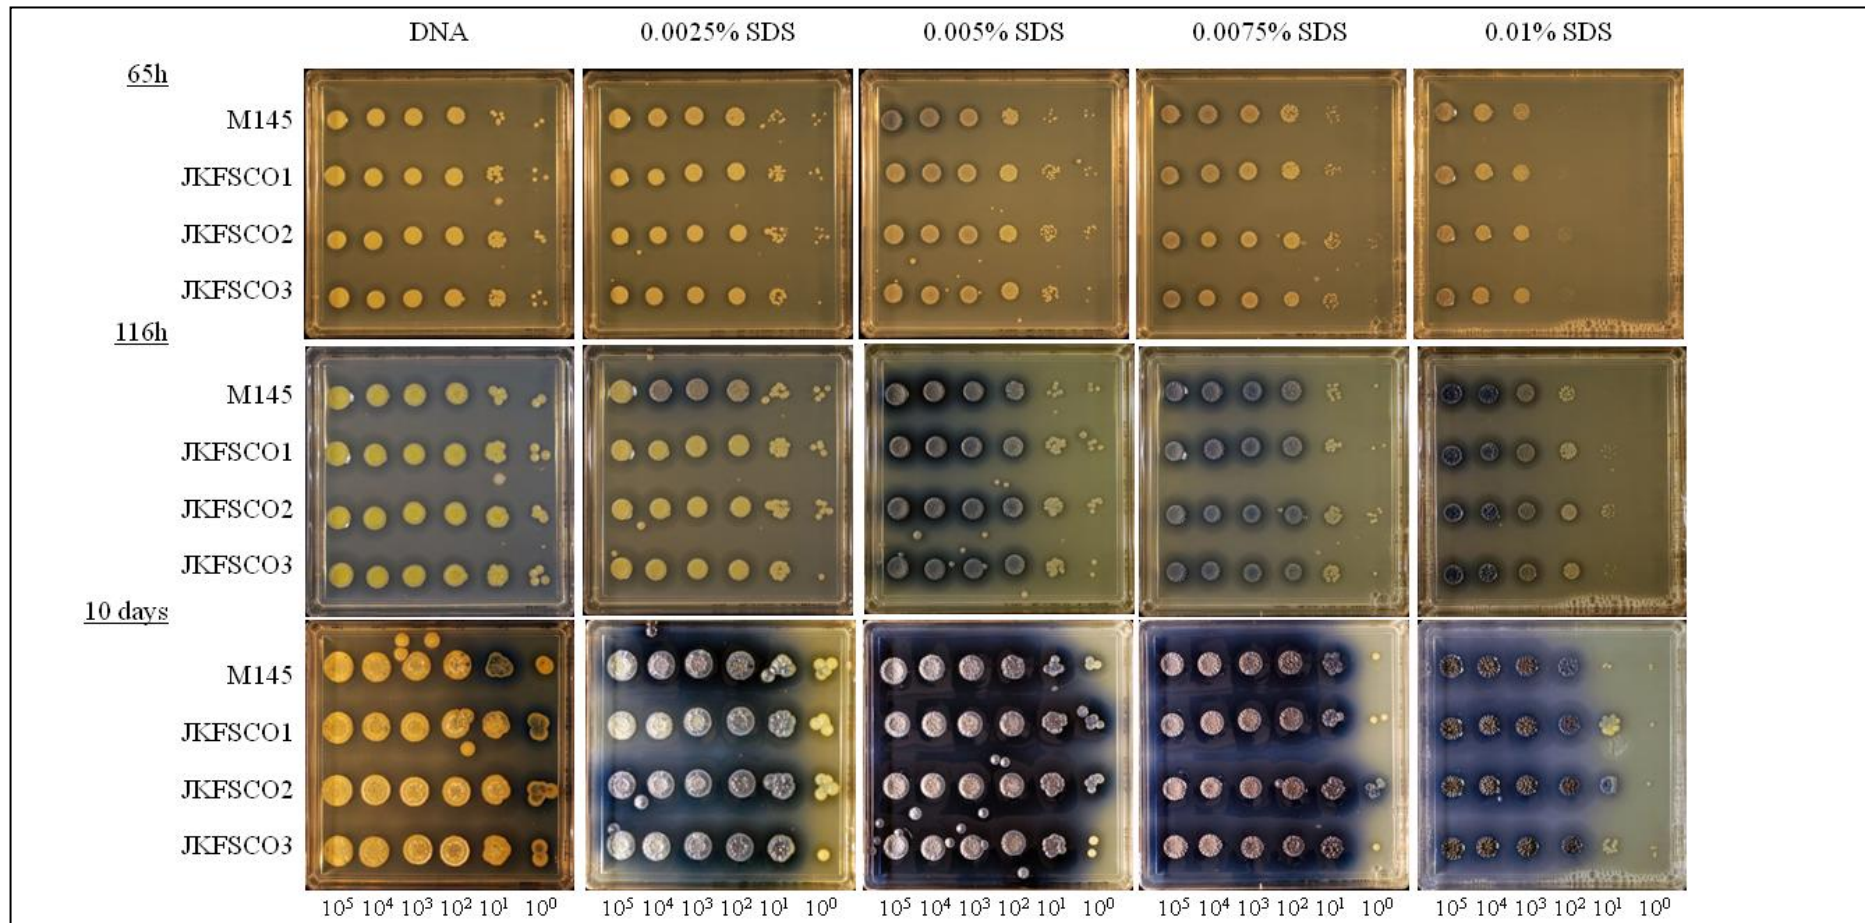 DNA 0.0025% SDS 0.005% SDS 0.0075% SDS 0.01% SDS
65h
M145
JKFSCO1
JKFSCO2
JKFSCO3
116h
M145
JKFSCO1
JKFSCO2
JKFSCO3
10 days
M145
JKFSCO1
JKFSCO2
JKFSCO3
10⁵ 10⁴ 10³ 10² 10¹ 10⁰ 10⁵ 10⁴ 10³ 10² 10¹ 10⁰ 10⁵ 10⁴ 10³ 10² 10¹ 10⁰ 10⁵ 10⁴ 10³ 10² 10¹ 10⁰ 10⁵ 10⁴ 10³ 10² 10¹ 10⁰